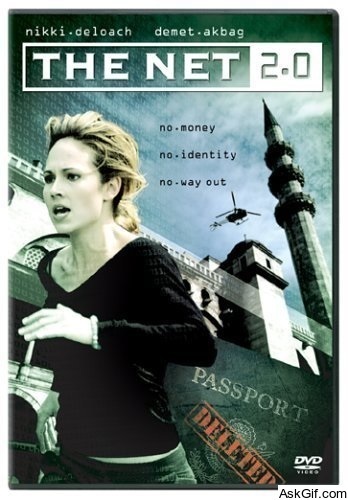 nikki.deloach demet.akbag
THE NET 2.0
no.money
no.identity
no.way out
PASSPORT
DELETED
DVD
VIDEO
AskGif.com